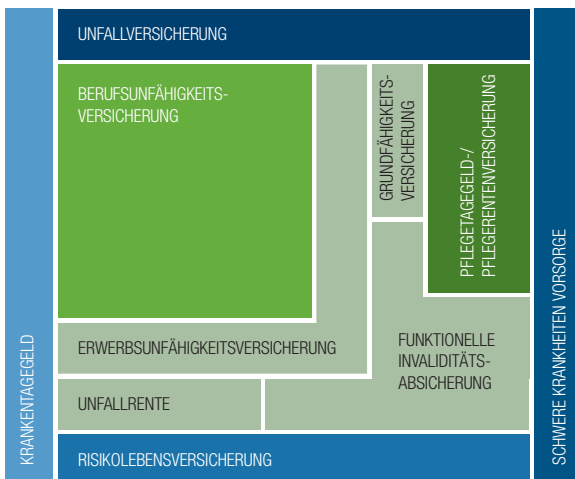 UNFALLVERSICHERUNG
BERUFSUNFÄHIGKEITS-
VERSICHERUNG
GRUNDFÄHIGKEITS-
VERSICHERUNG
PFLEGETAGEGELD-/
PFLEGERENTENVERSICHERUNG
ERWERBSUNFÄHIGKEITSVERSICHERUNG
FUNKTIONELLE
INVALIDITÄTS-
ABSICHERUNG
UNFALLRENTE
RISIKOLEBENSVERSICHERUNG
KRANKENTAGEGELD
SCHWERE KRANKHEITEN VORSORGE